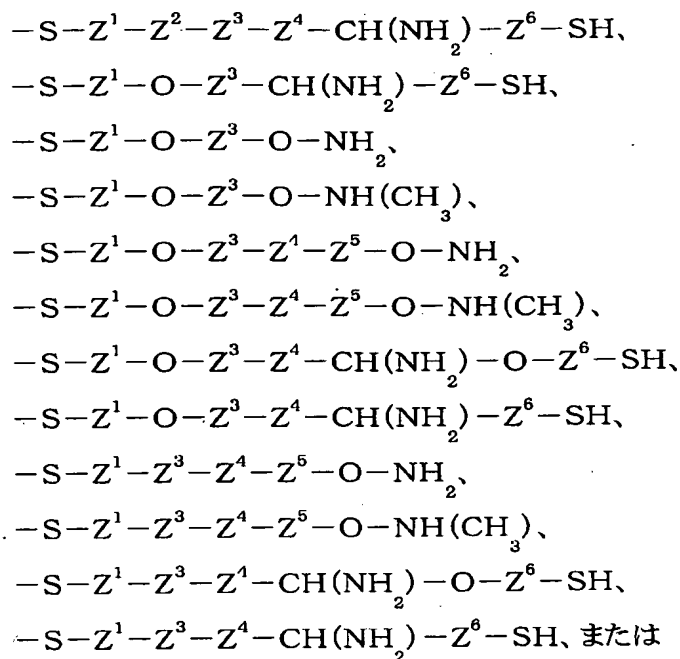 −S−Z¹−Z²−Z³−Z⁴−CH(NH₂)−Z⁶−SH、
−S−Z¹−O−Z³−CH(NH₂)−Z⁶−SH、
−S−Z¹−O−Z³−O−NH₂、
−S−Z¹−O−Z³−O−NH(CH₃)、
−S−Z¹−O−Z³−Z⁴−Z⁵−O−NH₂、
−S−Z¹−O−Z³−Z⁴−Z⁵−O−NH(CH₃)、
−S−Z¹−O−Z³−Z⁴−CH(NH₂)−O−Z⁶−SH、
−S−Z¹−O−Z³−Z⁴−CH(NH₂)−Z⁶−SH、
−S−Z¹−Z³−Z⁴−Z⁵−O−NH₂、
−S−Z¹−Z³−Z⁴−Z⁵−O−NH(CH₃)、
−S−Z¹−Z³−Z⁴−CH(NH₂)−O−Z⁶−SH、
−S−Z¹−Z³−Z⁴−CH(NH₂)−Z⁶−SH、または